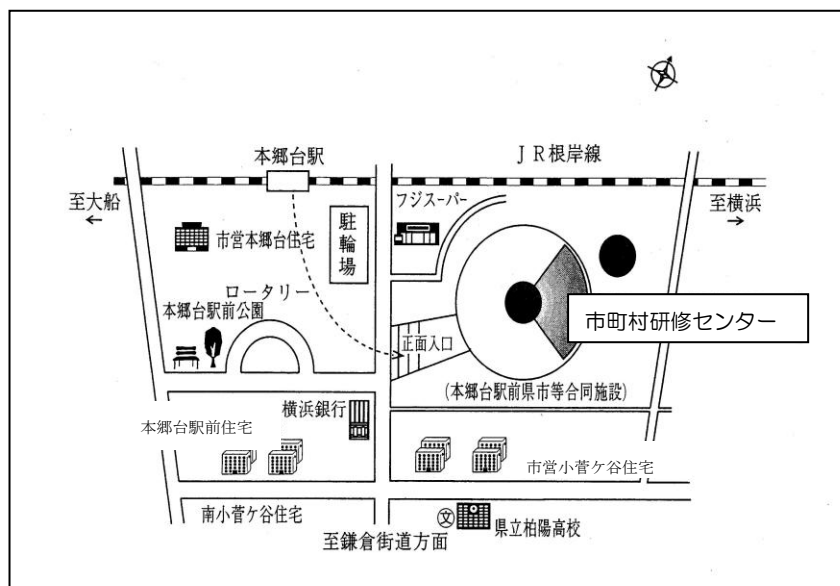 本郷台駅
JR根岸線
至大船
←
至横浜
→
フジスーパー
駐輪場
市営本郷台住宅
ロータリー
本郷台駅前公園
正面入口
市町村研修センター
(本郷台駅前県市等合同施設)
横浜銀行
本郷台駅前住宅
市営小菅ケ谷住宅
南小菅ケ谷住宅
文
県立柏陽高校
至鎌倉街道方面